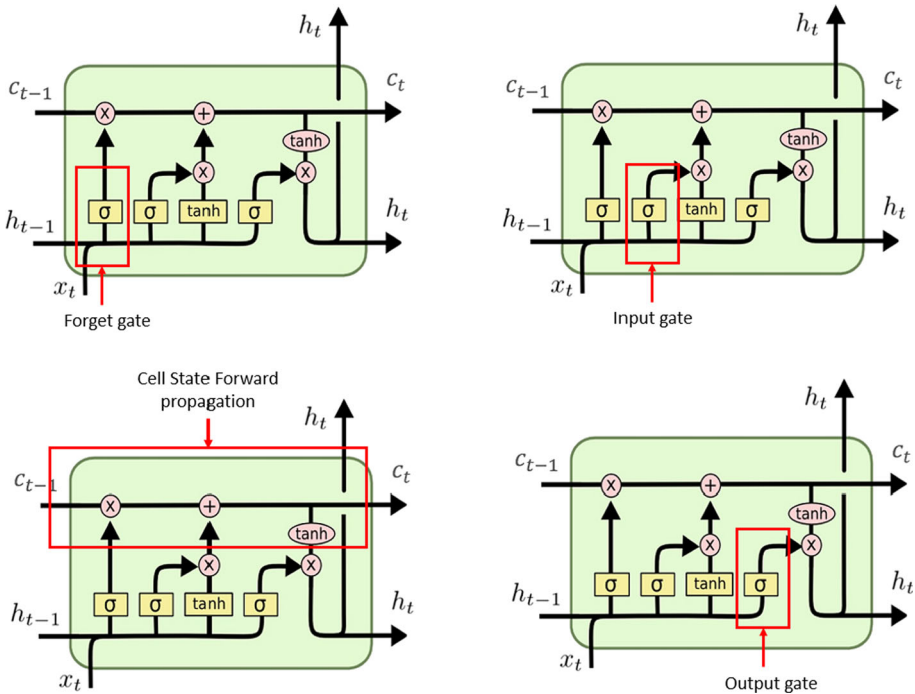 h_t
c_{t-1}
c_t
x
+
tanh
x
x
σ
σ
tanh
σ
h_{t-1}
h_t
x_t
Forget gate
h_t
c_{t-1}
c_t
x
+
tanh
x
x
σ
σ
tanh
σ
h_{t-1}
h_t
x_t
Input gate
Cell State Forward
propagation
h_t
c_{t-1}
c_t
x
+
tanh
x
x
σ
σ
tanh
σ
h_{t-1}
h_t
x_t
h_t
c_{t-1}
c_t
x
+
tanh
x
x
σ
σ
tanh
σ
h_{t-1}
h_t
x_t
Output gate